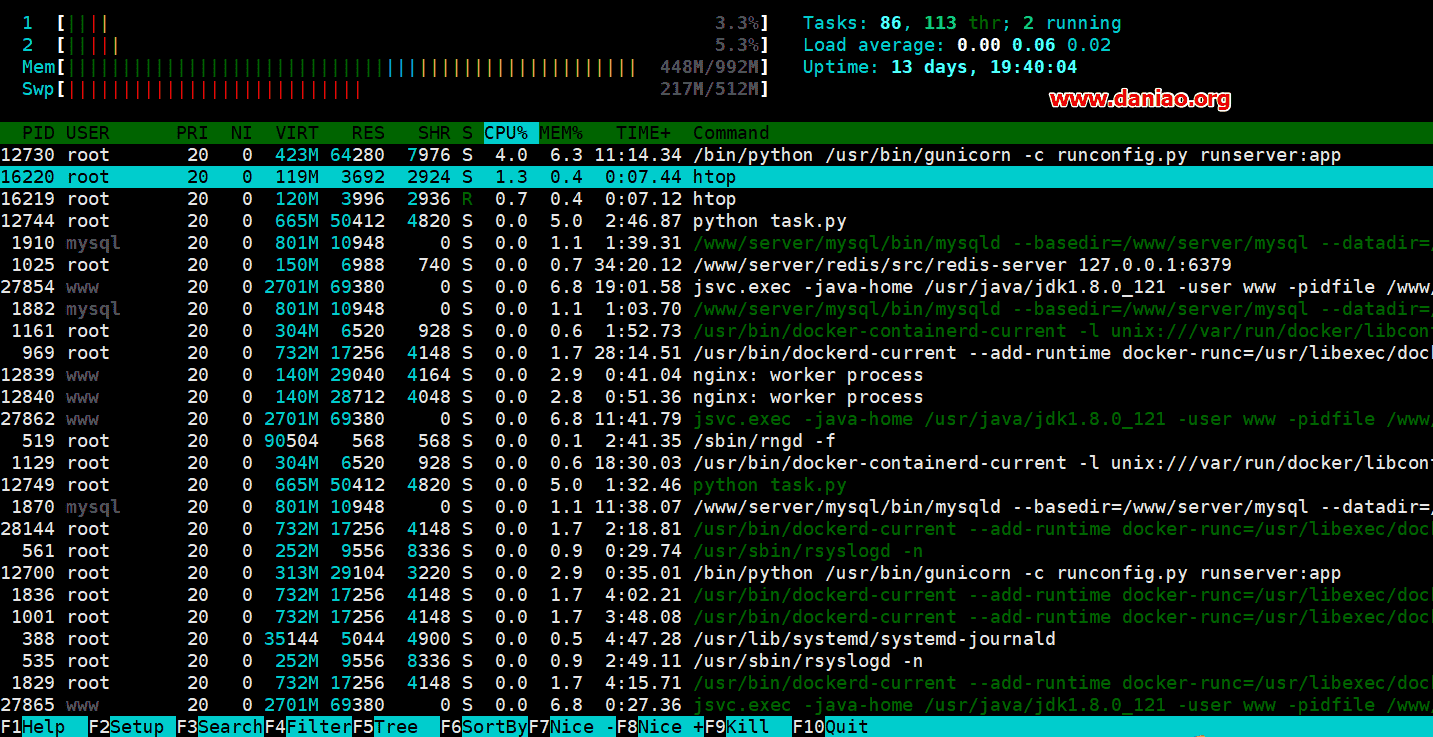 1 [|||| 3.3%] Tasks: 86, 113 thr; 2 running
2 [||||| 5.3%] Load average: 0.00 0.06 0.02
Mem[|||||||||||||||||||||||||||||||||||||||||||||||||||| 448M/992M] Uptime: 13 days, 19:40:04
Swp[||||||||||||||||||||||||||| 217M/512M]
www.daniao.org
PID USER PRI NI VIRT RES SHR S CPU% MEM% TIME+ Command
12730 root 20 0 423M 64280 7976 S 4.0 6.3 11:14.34 /bin/python /usr/bin/gunicorn -c runconfig.py runserver:app
16220 root 20 0 119M 3692 2924 S 1.3 0.4 0:07.44 htop
16219 root 20 0 120M 3996 2936 R 0.7 0.4 0:07.12 htop
12744 root 20 0 665M 50412 4820 S 0.0 5.0 2:46.87 python task.py
1910 mysql 20 0 801M 10948 0 S 0.0 1.1 1:39.31 /www/server/mysql/bin/mysqld --basedir=/www/server/mysql --datadir=/
1025 root 20 0 150M 6988 740 S 0.0 0.7 34:20.12 /www/server/redis/src/redis-server 127.0.0.1:6379
27854 www 20 0 2701M 69380 0 S 0.0 6.8 19:01.58 jsvc.exec -java-home /usr/java/jdk1.8.0_121 -user www -pidfile /www/
1882 mysql 20 0 801M 10948 0 S 0.0 1.1 1:03.70 /www/server/mysql/bin/mysqld --basedir=/www/server/mysql --datadir=/
1161 root 20 0 304M 6520 928 S 0.0 0.6 1:52.73 /usr/bin/docker-containerd-current -l unix:///var/run/docker/libcont
969 root 20 0 732M 17256 4148 S 0.0 1.7 28:14.51 /usr/bin/dockerd-current --add-runtime docker-runc=/usr/libexec/dock
12839 www 20 0 140M 29040 4164 S 0.0 2.9 0:41.04 nginx: worker process
12840 www 20 0 140M 28712 4048 S 0.0 2.8 0:51.36 nginx: worker process
27862 www 20 0 2701M 69380 0 S 0.0 6.8 11:41.79 jsvc.exec -java-home /usr/java/jdk1.8.0_121 -user www -pidfile /www/
519 root 20 0 90504 568 568 S 0.0 0.1 2:41.35 /sbin/rngd -f
1129 root 20 0 304M 6520 928 S 0.0 0.6 18:30.03 /usr/bin/docker-containerd-current -l unix:///var/run/docker/libcont
12749 root 20 0 665M 50412 4820 S 0.0 5.0 1:32.46 python task.py
1870 mysql 20 0 801M 10948 0 S 0.0 1.1 11:38.07 /www/server/mysql/bin/mysqld --basedir=/www/server/mysql --datadir=/
28144 root 20 0 732M 17256 4148 S 0.0 1.7 2:18.81 /usr/bin/dockerd-current --add-runtime docker-runc=/usr/libexec/dock
561 root 20 0 252M 9556 8336 S 0.0 0.9 0:29.74 /usr/sbin/rsyslogd -n
12700 root 20 0 313M 29104 3220 S 0.0 2.9 0:35.01 /bin/python /usr/bin/gunicorn -c runconfig.py runserver:app
1836 root 20 0 732M 17256 4148 S 0.0 1.7 4:02.21 /usr/bin/dockerd-current --add-runtime docker-runc=/usr/libexec/dock
1001 root 20 0 732M 17256 4148 S 0.0 1.7 3:48.08 /usr/bin/dockerd-current --add-runtime docker-runc=/usr/libexec/dock
388 root 20 0 35144 5044 4900 S 0.0 0.5 4:47.28 /usr/lib/systemd/systemd-journald
535 root 20 0 252M 9556 8336 S 0.0 0.9 2:49.11 /usr/sbin/rsyslogd -n
1829 root 20 0 732M 17256 4148 S 0.0 1.7 4:15.71 /usr/bin/dockerd-current --add-runtime docker-runc=/usr/libexec/dock
27865 www 20 0 2701M 69380 0 S 0.0 6.8 0:27.36 jsvc.exec -java-home /usr/java/jdk1.8.0_121 -user www -pidfile /www/
F1Help F2Setup F3SearchF4FilterF5Tree F6SortByF7Nice -F8Nice +F9Kill F10Quit